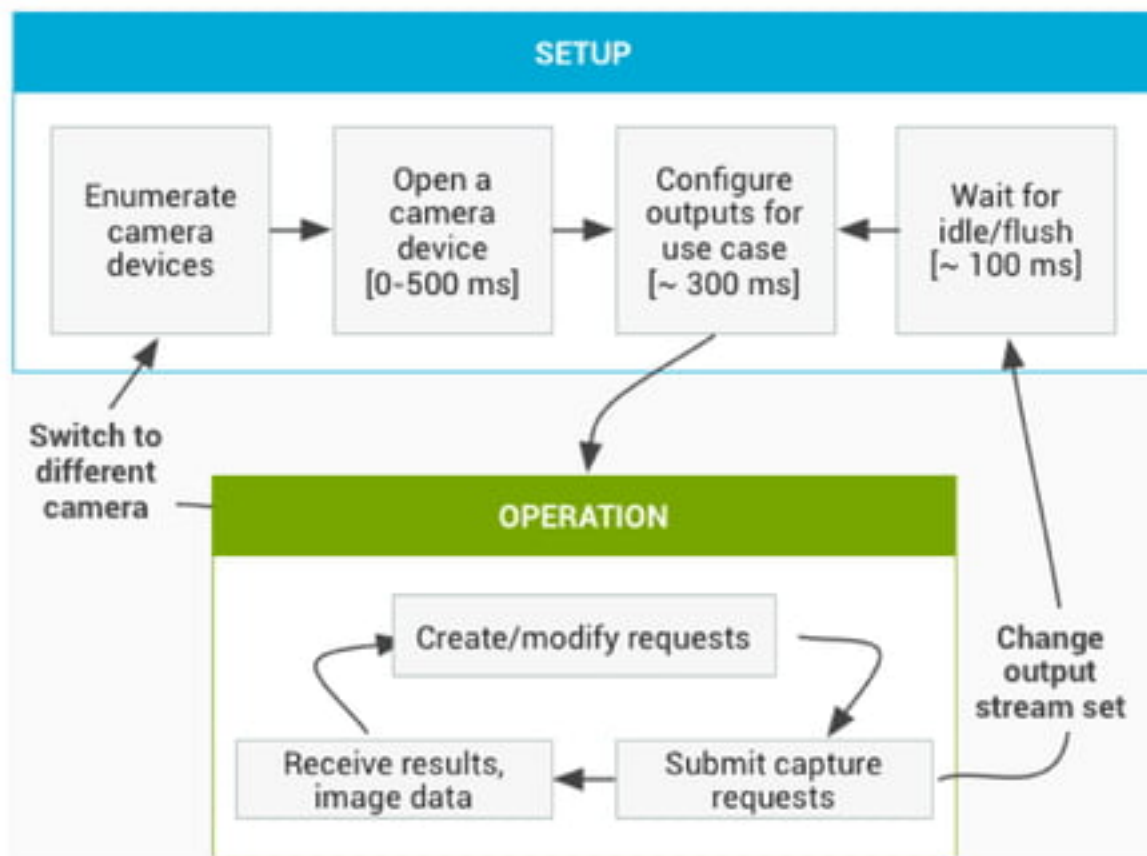 SETUP
Enumerate
camera
devices
Open a
camera
device
[0-500 ms]
Configure
outputs for
use case
[~ 300 ms]
Wait for
idle/flush
[~ 100 ms]
Switch to
different
camera
OPERATION
Create/modify requests
Change
output
stream set
Receive results,
image data
Submit capture
requests